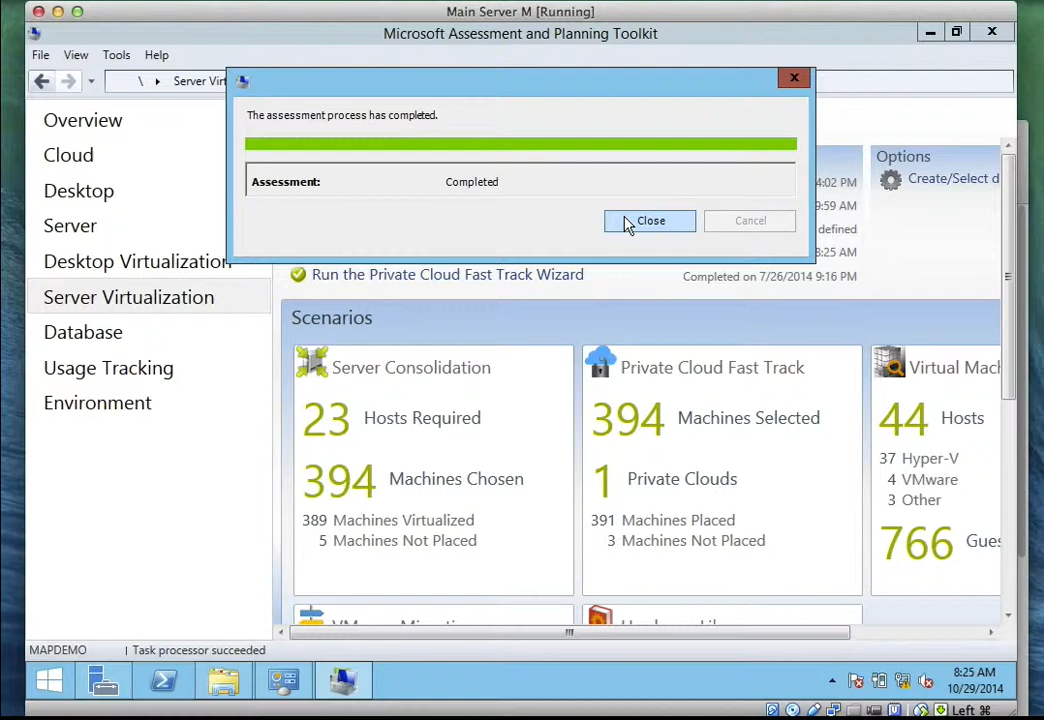 Main Server M [Running]
Microsoft Assessment and Planning Toolkit
File View Tools Help
\ Server Virt
The assessment process has completed.
Assessment: Completed
Close Cancel
Overview
Cloud
Desktop
Server
Desktop Virtualization
Server Virtualization
Database
Usage Tracking
Environment
4:02 PM
9:59 AM
defined
8:25 AM
Options
Create/Select d
Run the Private Cloud Fast Track Wizard
Completed on 7/26/2014 9:16 PM
Scenarios
Server Consolidation
23 Hosts Required
394 Machines Chosen
389 Machines Virtualized
5 Machines Not Placed
Private Cloud Fast Track
394 Machines Selected
1 Private Clouds
391 Machines Placed
3 Machines Not Placed
Virtual Mach
44 Hosts
37 Hyper-V
4 VMware
3 Other
766 Gues
MAPDEMO Task processor succeeded
8:25 AM
10/29/2014
Left ⌘